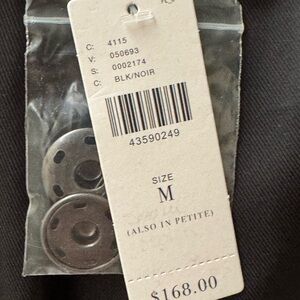 C: 4115
V: 050693
S: 0002174
C: BLK/NOIR
43590249
SIZE
M
(ALSO IN PETITE)
$168.00